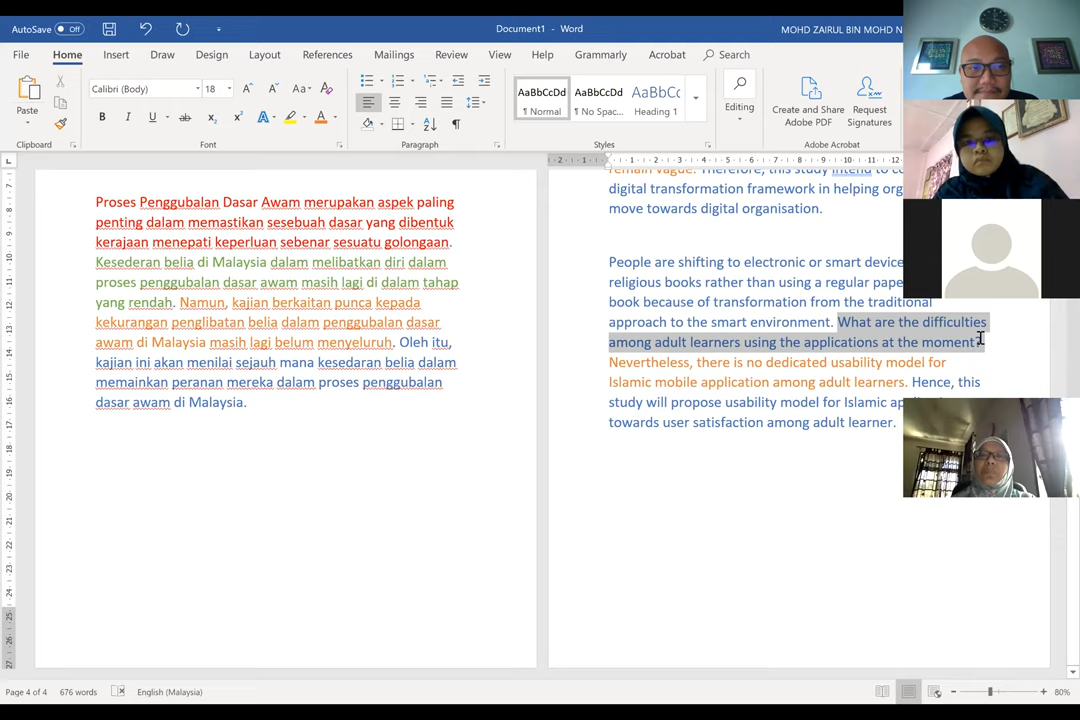 AutoSave Off
Document1 - Word
MOHD ZAIRUL BIN MOHD N
File Home Insert Draw Design Layout References Mailings Review View Help Grammarly Acrobat Search
Paste
Calibri (Body) 18
Editing
Create and Share Adobe PDF
Request Signatures
AaBbCcDd AaBbCcDd AaBbCc
¶ Normal ¶ No Spac... Heading 1
Clipboard Font Paragraph Styles Adobe Acrobat
Proses Penggubalan Dasar Awam merupakan aspek paling
penting dalam memastikan sesebuah dasar yang dibentuk
kerajaan menepati keperluan sebenar sesuatu golongaan.
Kesederan belia di Malaysia dalam melibatkan diri dalam
proses penggubalan dasar awam masih lagi di dalam tahap
yang rendah. Namun, kajian berkaitan punca kepada
kekurangan penglibatan belia dalam penggubalan dasar
awam di Malaysia masih lagi belum menyeluruh. Oleh itu,
kajian ini akan menilai sejauh mana kesedaran belia dalam
memainkan peranan mereka dalam proses penggubalan
dasar awam di Malaysia.
remain vague. Therefore, this study intend to
digital transformation framework in helping org
move towards digital organisation.
People are shifting to electronic or smart device
religious books rather than using a regular pape
book because of transformation from the traditional
approach to the smart environment. What are the difficulties
among adult learners using the applications at the moment?
Nevertheless, there is no dedicated usability model for
Islamic mobile application among adult learners. Hence, this
study will propose usability model for Islamic
towards user satisfaction among adult learner.
Page 4 of 4 676 words English (Malaysia) 80%